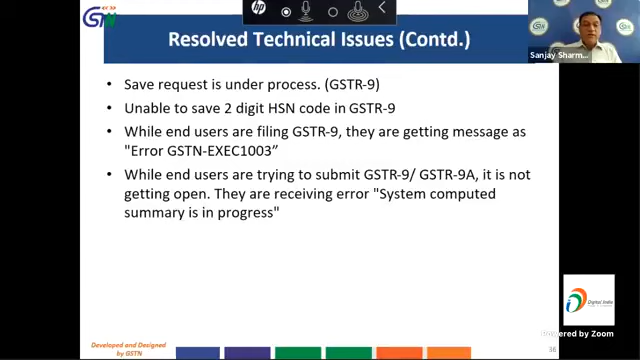 hp
GSTN
Resolved Technical Issues (Contd.)
Sanjay Sharm...
• Save request is under process. (GSTR-9)
• Unable to save 2 digit HSN code in GSTR-9
• While end users are filing GSTR-9, they are getting message as
"Error GSTN-EXEC1003”
• While end users are trying to submit GSTR-9/ GSTR-9A, it is not
getting open. They are receiving error "System computed
summary is in progress"
Digital India
Powered by Zoom
Developed and Designed
by GSTN